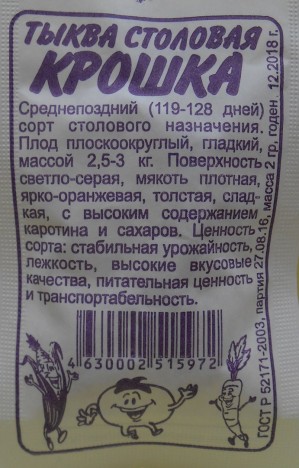 ТЫКВА СТОЛОВАЯ
КРОШКА
Среднепоздний (119-128 дней)
сорт столового назначения.
Плод плоскоокруглый, гладкий,
массой 2,5-3 кг. Поверхность
светло-серая, мякоть плотная,
ярко-оранжевая, толстая, слад-
кая, с высоким содержанием
каротина и сахаров. Ценность
сорта: стабильная урожайность,
лежкость, высокие вкусовые
качества, питательная ценность
и транспортабельность.
4 630002 515972
ГОСТ Р 52171-2003, партия 27.08.16, масса 2 гр, годен 12.2018 г.